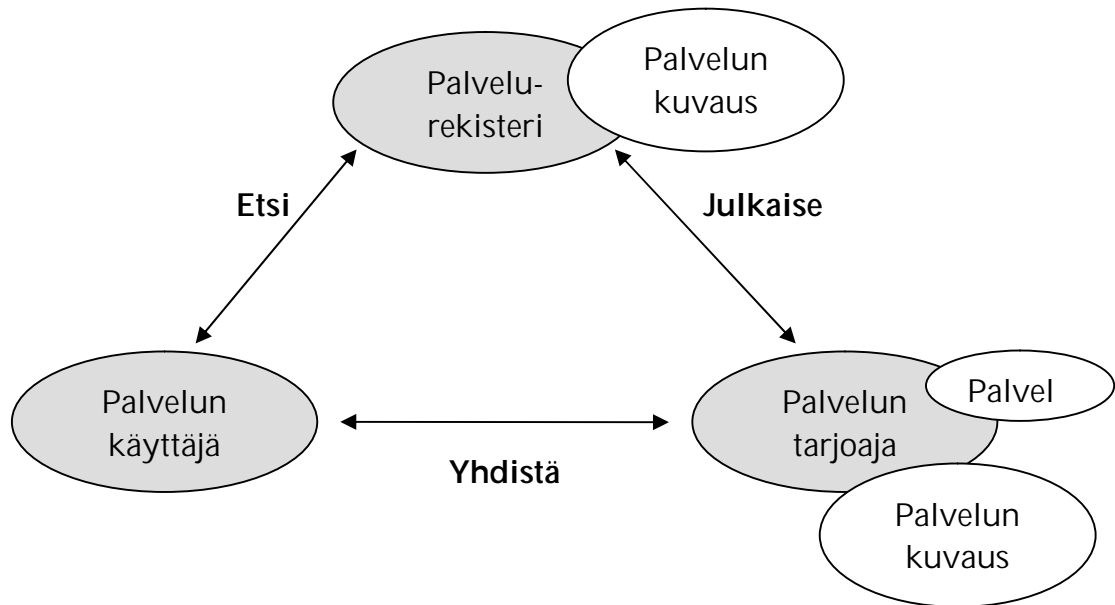 Palvelu-
rekisteri
Palvelun
kuvaus
Etsi
Julkaise
Palvelun
käyttäjä
Yhdistä
Palvelun
tarjoaja
Palvel
Palvelun
kuvaus